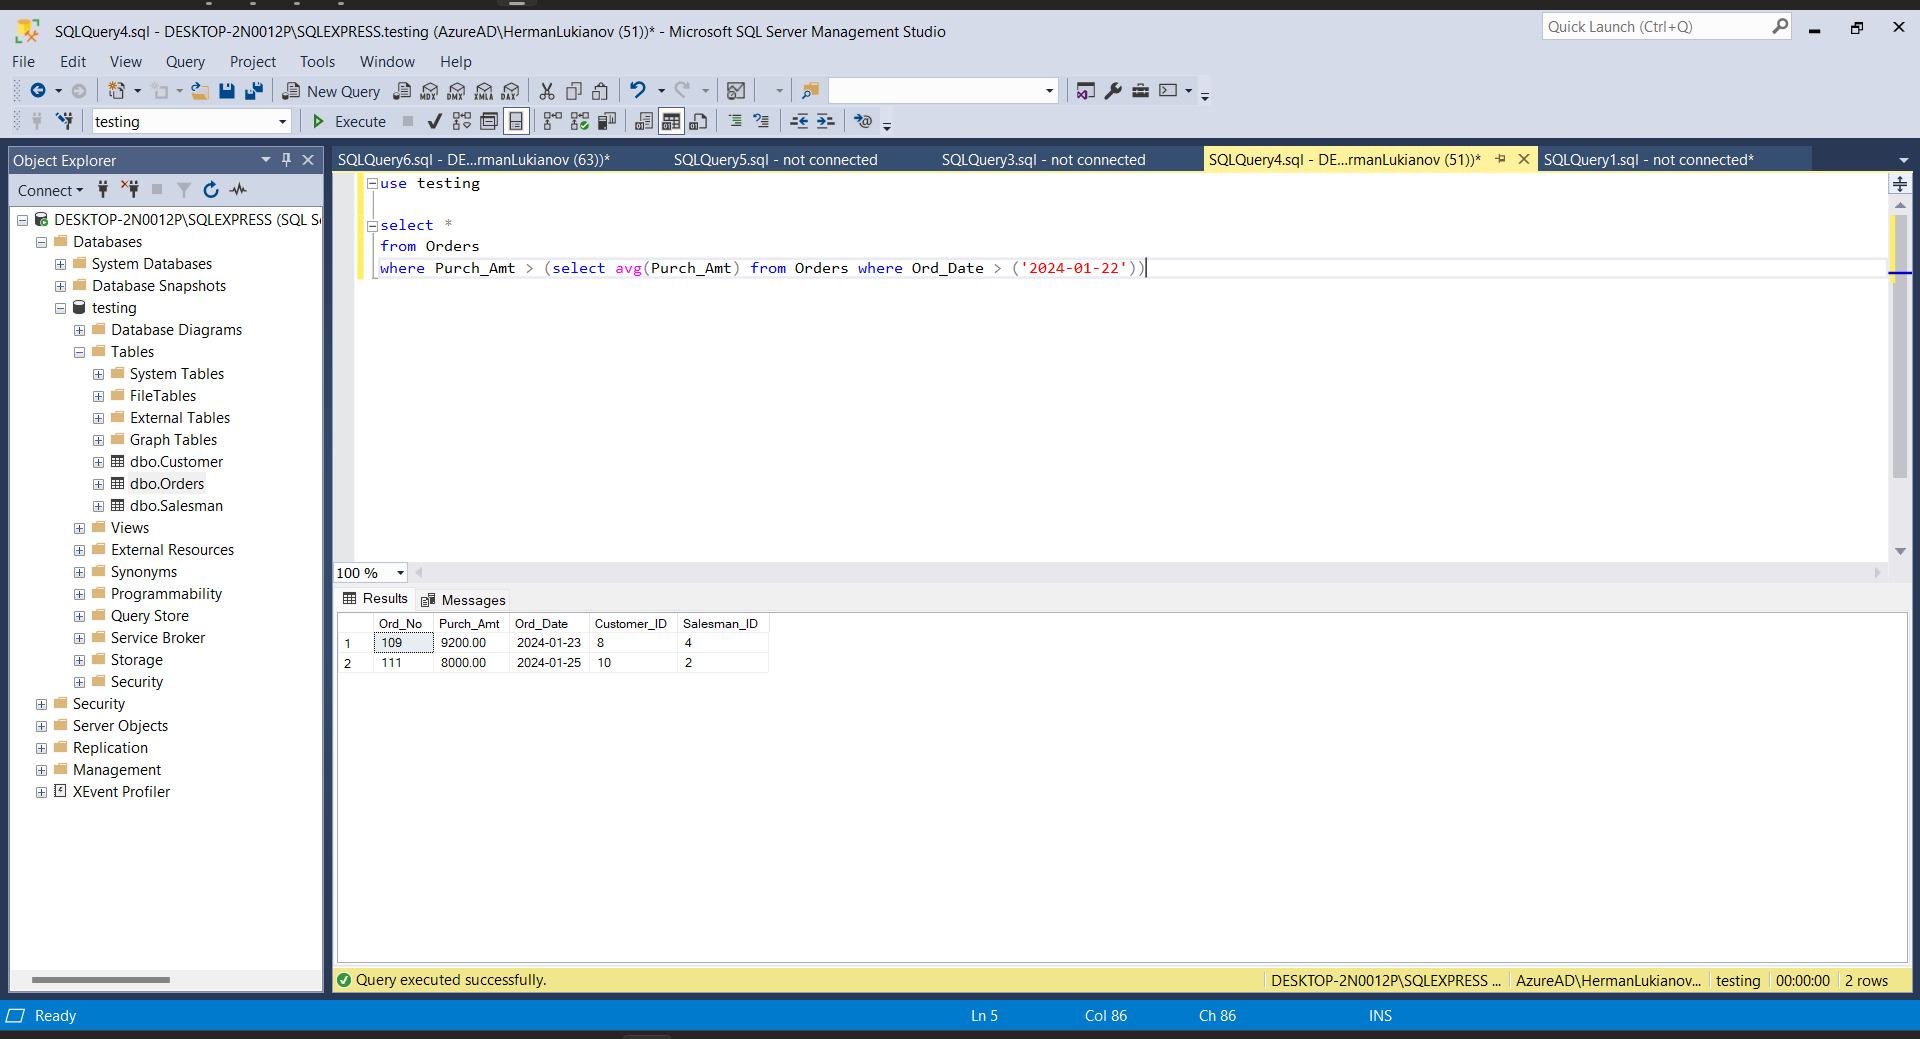 SQLQuery4.sql - DESKTOP-2N0012P\SQLEXPRESS.testing (AzureAD\HermanLukianov (51))* - Microsoft SQL Server Management Studio
Quick Launch (Ctrl+Q)
File Edit View Query Project Tools Window Help
New Query MDX DMX XMLA DAX
testing Execute
Object Explorer
Connect
DESKTOP-2N0012P\SQLEXPRESS (SQL S
Databases
System Databases
Database Snapshots
testing
Database Diagrams
Tables
System Tables
FileTables
External Tables
Graph Tables
dbo.Customer
dbo.Orders
dbo.Salesman
Views
External Resources
Synonyms
Programmability
Query Store
Service Broker
Storage
Security
Security
Server Objects
Replication
Management
XEvent Profiler
SQLQuery6.sql - DE...rmanLukianov (63))* SQLQuery5.sql - not connected SQLQuery3.sql - not connected SQLQuery4.sql - DE...rmanLukianov (51))* SQLQuery1.sql - not connected*
use testing
select *
from Orders
where Purch_Amt > (select avg(Purch_Amt) from Orders where Ord_Date > ('2024-01-22'))
100 %
Results Messages
Ord_No Purch_Amt Ord_Date Customer_ID Salesman_ID
1 109 9200.00 2024-01-23 8 4
2 111 8000.00 2024-01-25 10 2
Query executed successfully. DESKTOP-2N0012P\SQLEXPRESS ... AzureAD\HermanLukianov... testing 00:00:00 2 rows
Ready Ln 5 Col 86 Ch 86 INS